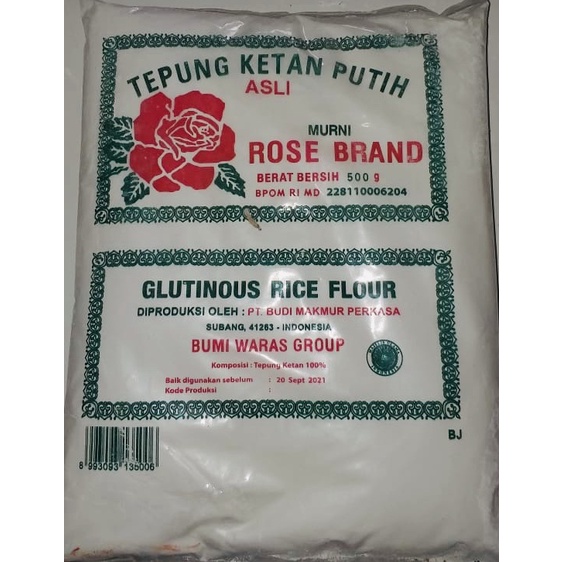 TEPUNG KETAN PUTIH
ASLI
MURNI
ROSE BRAND
BERAT BERSIH 500 g
BPOM RI MD 228110006204
GLUTINOUS RICE FLOUR
DIPRODUKSI OLEH : PT. BUDI MAKMUR PERKASA
SUBANG, 41263 - INDONESIA
BUMI WARAS GROUP
Komposisi : Tepung Ketan 100%
Baik digunakan sebelum : 20 Sept 2021
Kode Produksi :
BJ
8 993093 135006